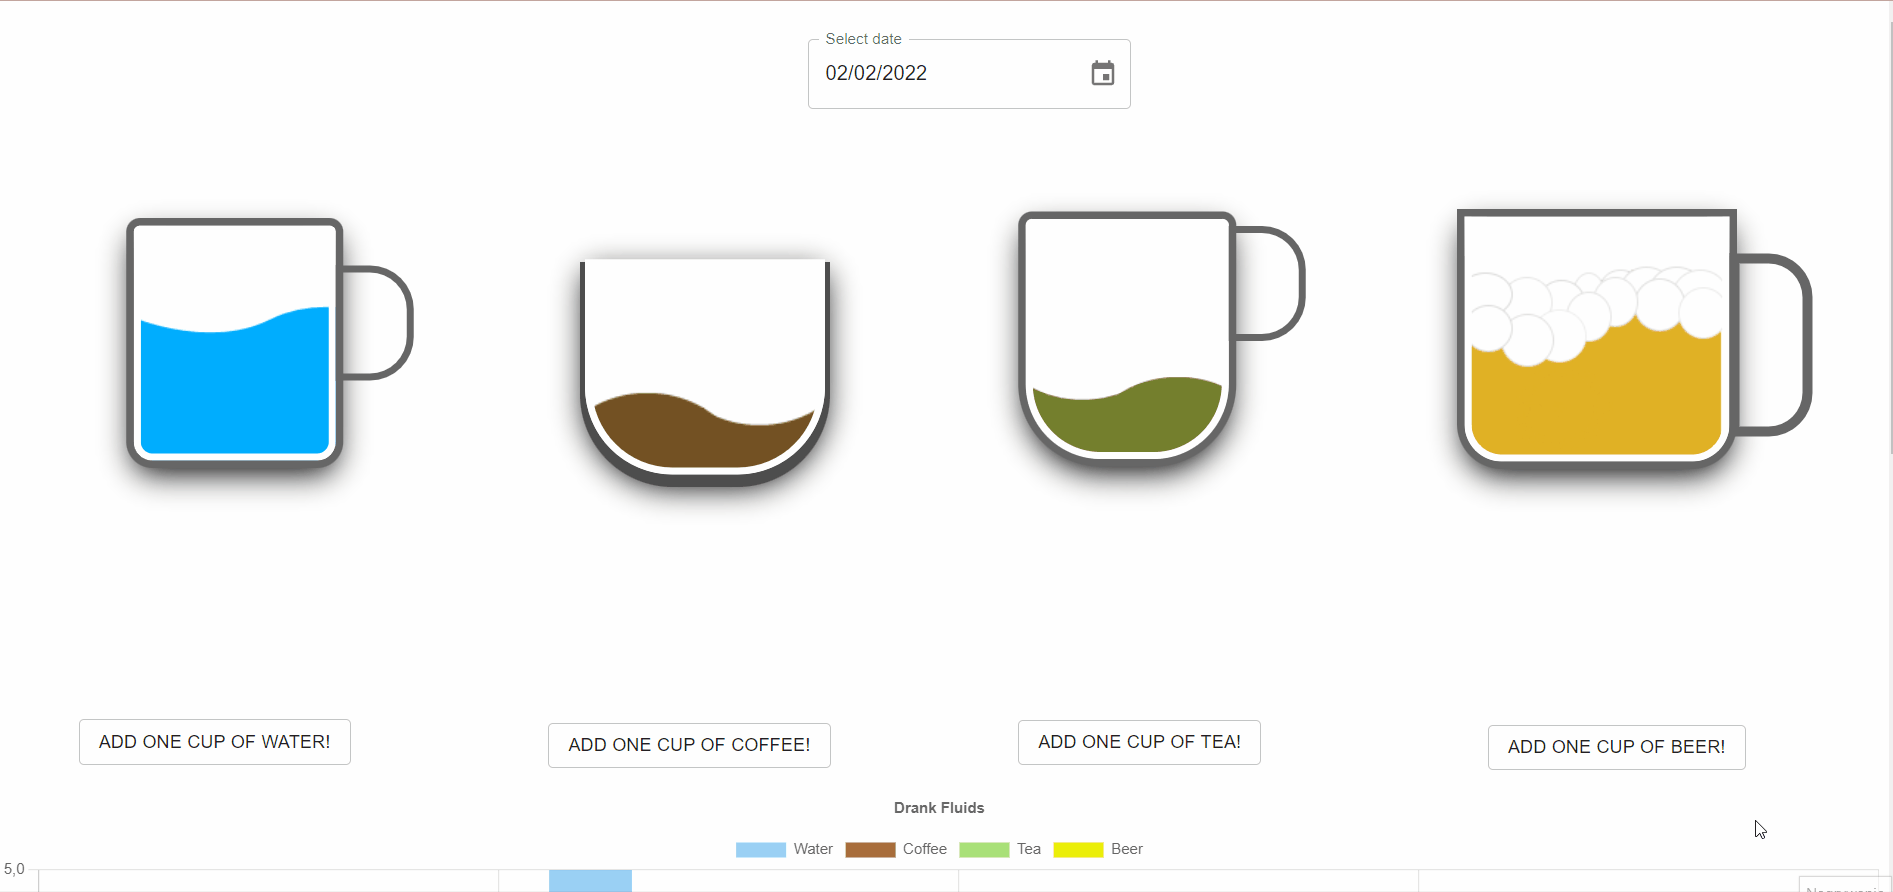 Select date
02/02/2022
ADD ONE CUP OF WATER!
ADD ONE CUP OF COFFEE!
ADD ONE CUP OF TEA!
ADD ONE CUP OF BEER!
Drank Fluids
Water Coffee Tea Beer
5,0